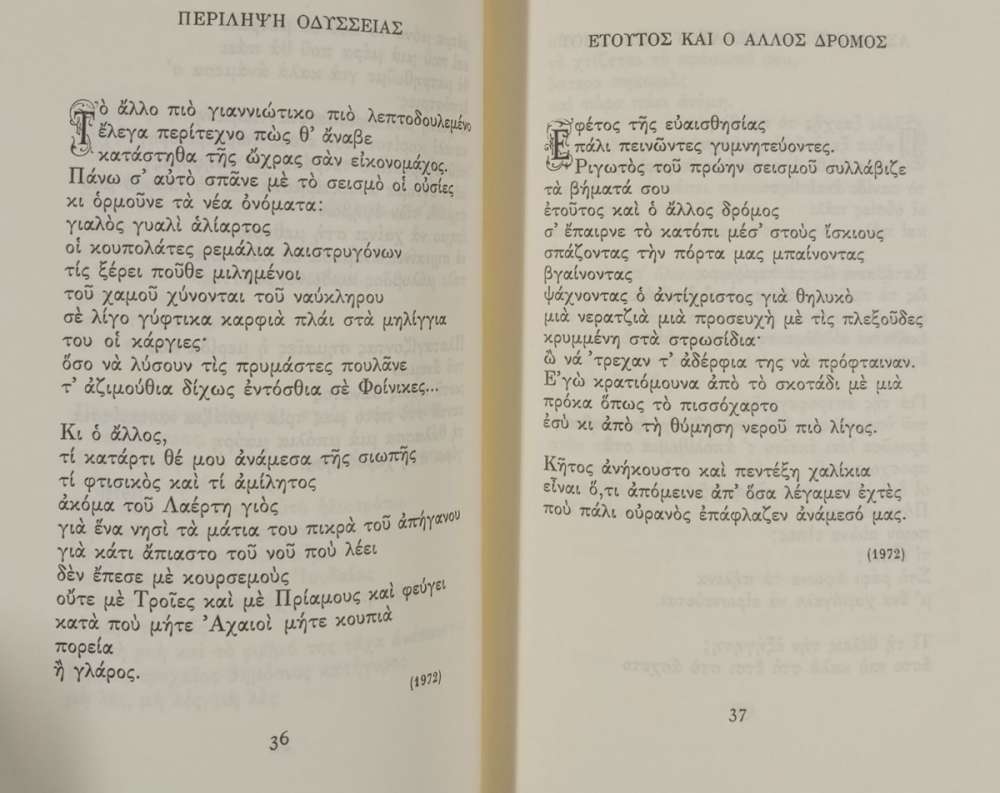 ΠΕΡΙΛΗΨΗ ΟΔΥΣΣΕΙΑΣ
Τὸ ἄλλο πιὸ γιαννιώτικο πιὸ λεπτοδουλεμένο
ἔλεγα περίτεχνο πὼς θ' ἄναβε
κατάστηθα τῆς ὤχρας σὰν εἰκονομάχος.
Πάνω σ' αὐτὸ σπᾶνε μὲ τὸ σεισμὸ οἱ οὐσίες
κι ὁρμοῦνε τὰ νέα ὀνόματα:
γιαλὸς γυαλὶ ἁλίαρτος
οἱ κουπολάτες ρεμάλια λαιστρυγόνων
τίς ξέρει ποῦθε μιλημένοι
τοῦ χαμοῦ χύνονται τοῦ ναύκληρου
σὲ λίγο γύφτικα καρφιὰ πλάι στὰ μηλίγγια
του οἱ κάργιες·
ὅσο νὰ λύσουν τὶς πρυμάστες πουλᾶνε
τ' ἀζιμούθια δίχως ἐντόσθια σὲ Φοίνικες...
Κι ὁ ἄλλος,
τί κατάρτι θέ μου ἀνάμεσα τῆς σιωπῆς
τί φτισικὸς καὶ τί ἀμίλητος
ἀκόμα τοῦ Λαέρτη γιὸς
γιὰ ἕνα νησὶ τὰ μάτια του πικρὰ τοῦ ἀπήγανου
γιὰ κάτι ἄπιαστο τοῦ νοῦ ποὺ λέει
δὲν ἔπεσε μὲ κουρσεμοὺς
οὔτε μὲ Τροῖες καὶ μὲ Πρίαμους καὶ φεύγει
κατὰ ποὺ μήτε Ἀχαιοὶ μήτε κουπιὰ
πορεία
ἢ γλάρος.
(1972)
36
ΕΤΟΥΤΟΣ ΚΑΙ Ο ΑΛΛΟΣ ΔΡΟΜΟΣ
Ἐφέτος τῆς εὐαισθησίας
πάλι πεινῶντες γυμνητεύοντες.
Ριγωτὸς τοῦ πρώην σεισμοῦ συλλάβιζε
τὰ βήματά σου
ἐτοῦτος καὶ ὁ ἄλλος δρόμος
σ' ἔπαιρνε τὸ κατόπι μέσ' στοὺς ἴσκιους
σπάζοντας τὴν πόρτα μας μπαίνοντας
βγαίνοντας
ψάχνοντας ὁ ἀντίχριστος γιὰ θηλυκὸ
μιὰ νερατζιὰ μιὰ προσευχὴ μὲ τὶς πλεξοῦδες
κρυμμένη στὰ στρωσίδια·
ὢ νά 'τρεχαν τ' ἀδέρφια της νὰ πρόφταιναν.
Ἐγὼ κρατιόμουνα ἀπὸ τὸ σκοτάδι μὲ μιὰ
πρόκα ὅπως τὸ πισσόχαρτο
ἐσὺ κι ἀπὸ τὴ θύμηση νεροῦ πιὸ λίγος.
Κῆτος ἀνήκουστο καὶ πεντέξη χαλίκια
εἶναι ὅ,τι ἀπόμεινε ἀπ' ὅσα λέγαμεν ἐχτὲς
ποὺ πάλι οὐρανὸς ἐπάφλαζεν ἀνάμεσό μας.
(1972)
37